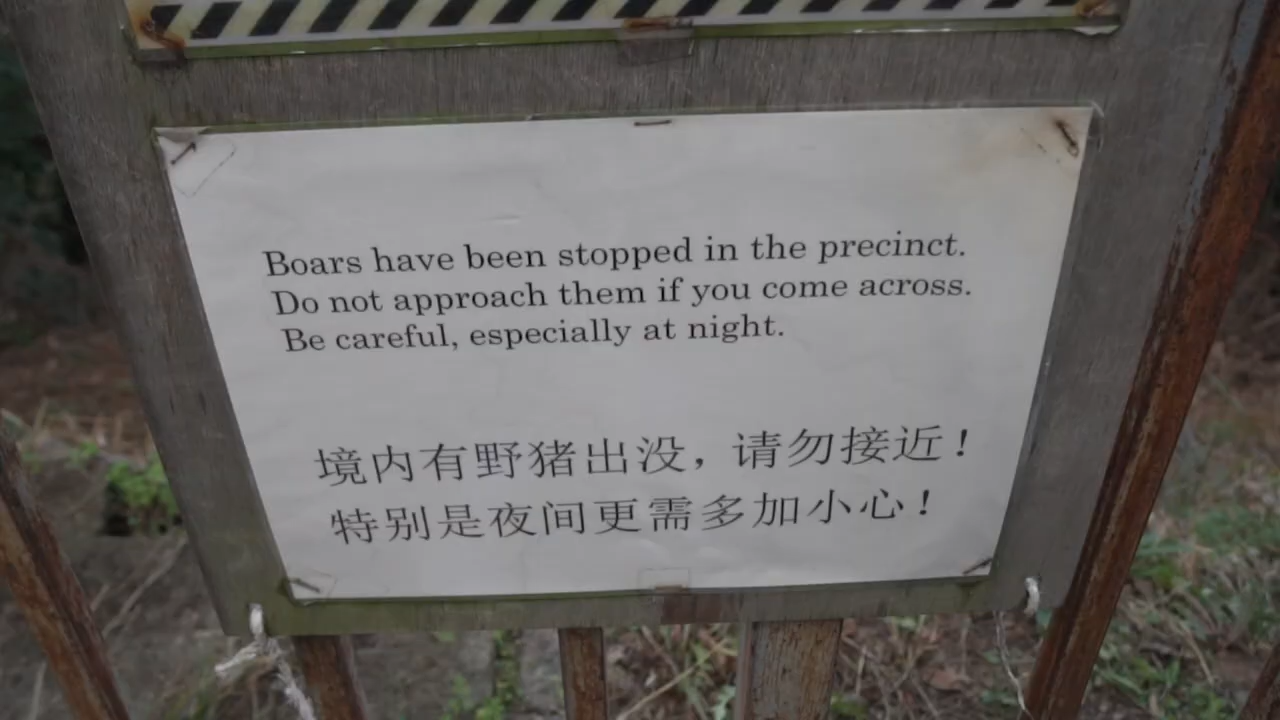 Boars have been stopped in the precinct.
Do not approach them if you come across.
Be careful, especially at night.
境内有野猪出没，请勿接近！
特别是夜间更需多加小心！